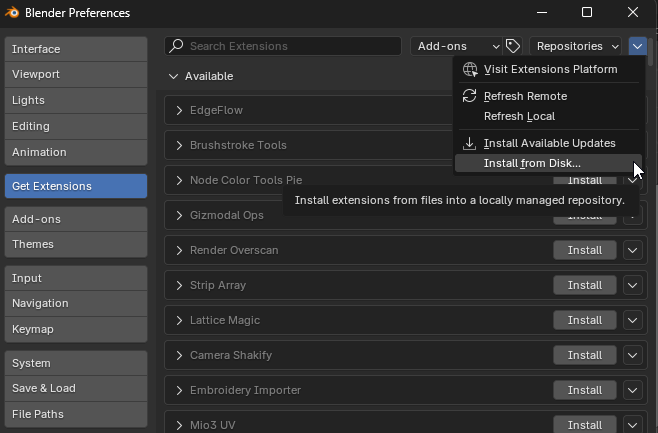 Blender Preferences
Interface
Viewport
Lights
Editing
Animation
Get Extensions
Add-ons
Themes
Input
Navigation
Keymap
System
Save & Load
File Paths
Search Extensions
Add-ons
Repositories
Available
EdgeFlow
Brushstroke Tools
Node Color Tools Pie
Install
Gizmodal Ops
Render Overscan
Install
Strip Array
Install
Lattice Magic
Install
Camera Shakify
Install
Embroidery Importer
Install
Mio3 UV
Install
Visit Extensions Platform
Refresh Remote
Refresh Local
Install Available Updates
Install from Disk...
Install extensions from files into a locally managed repository.